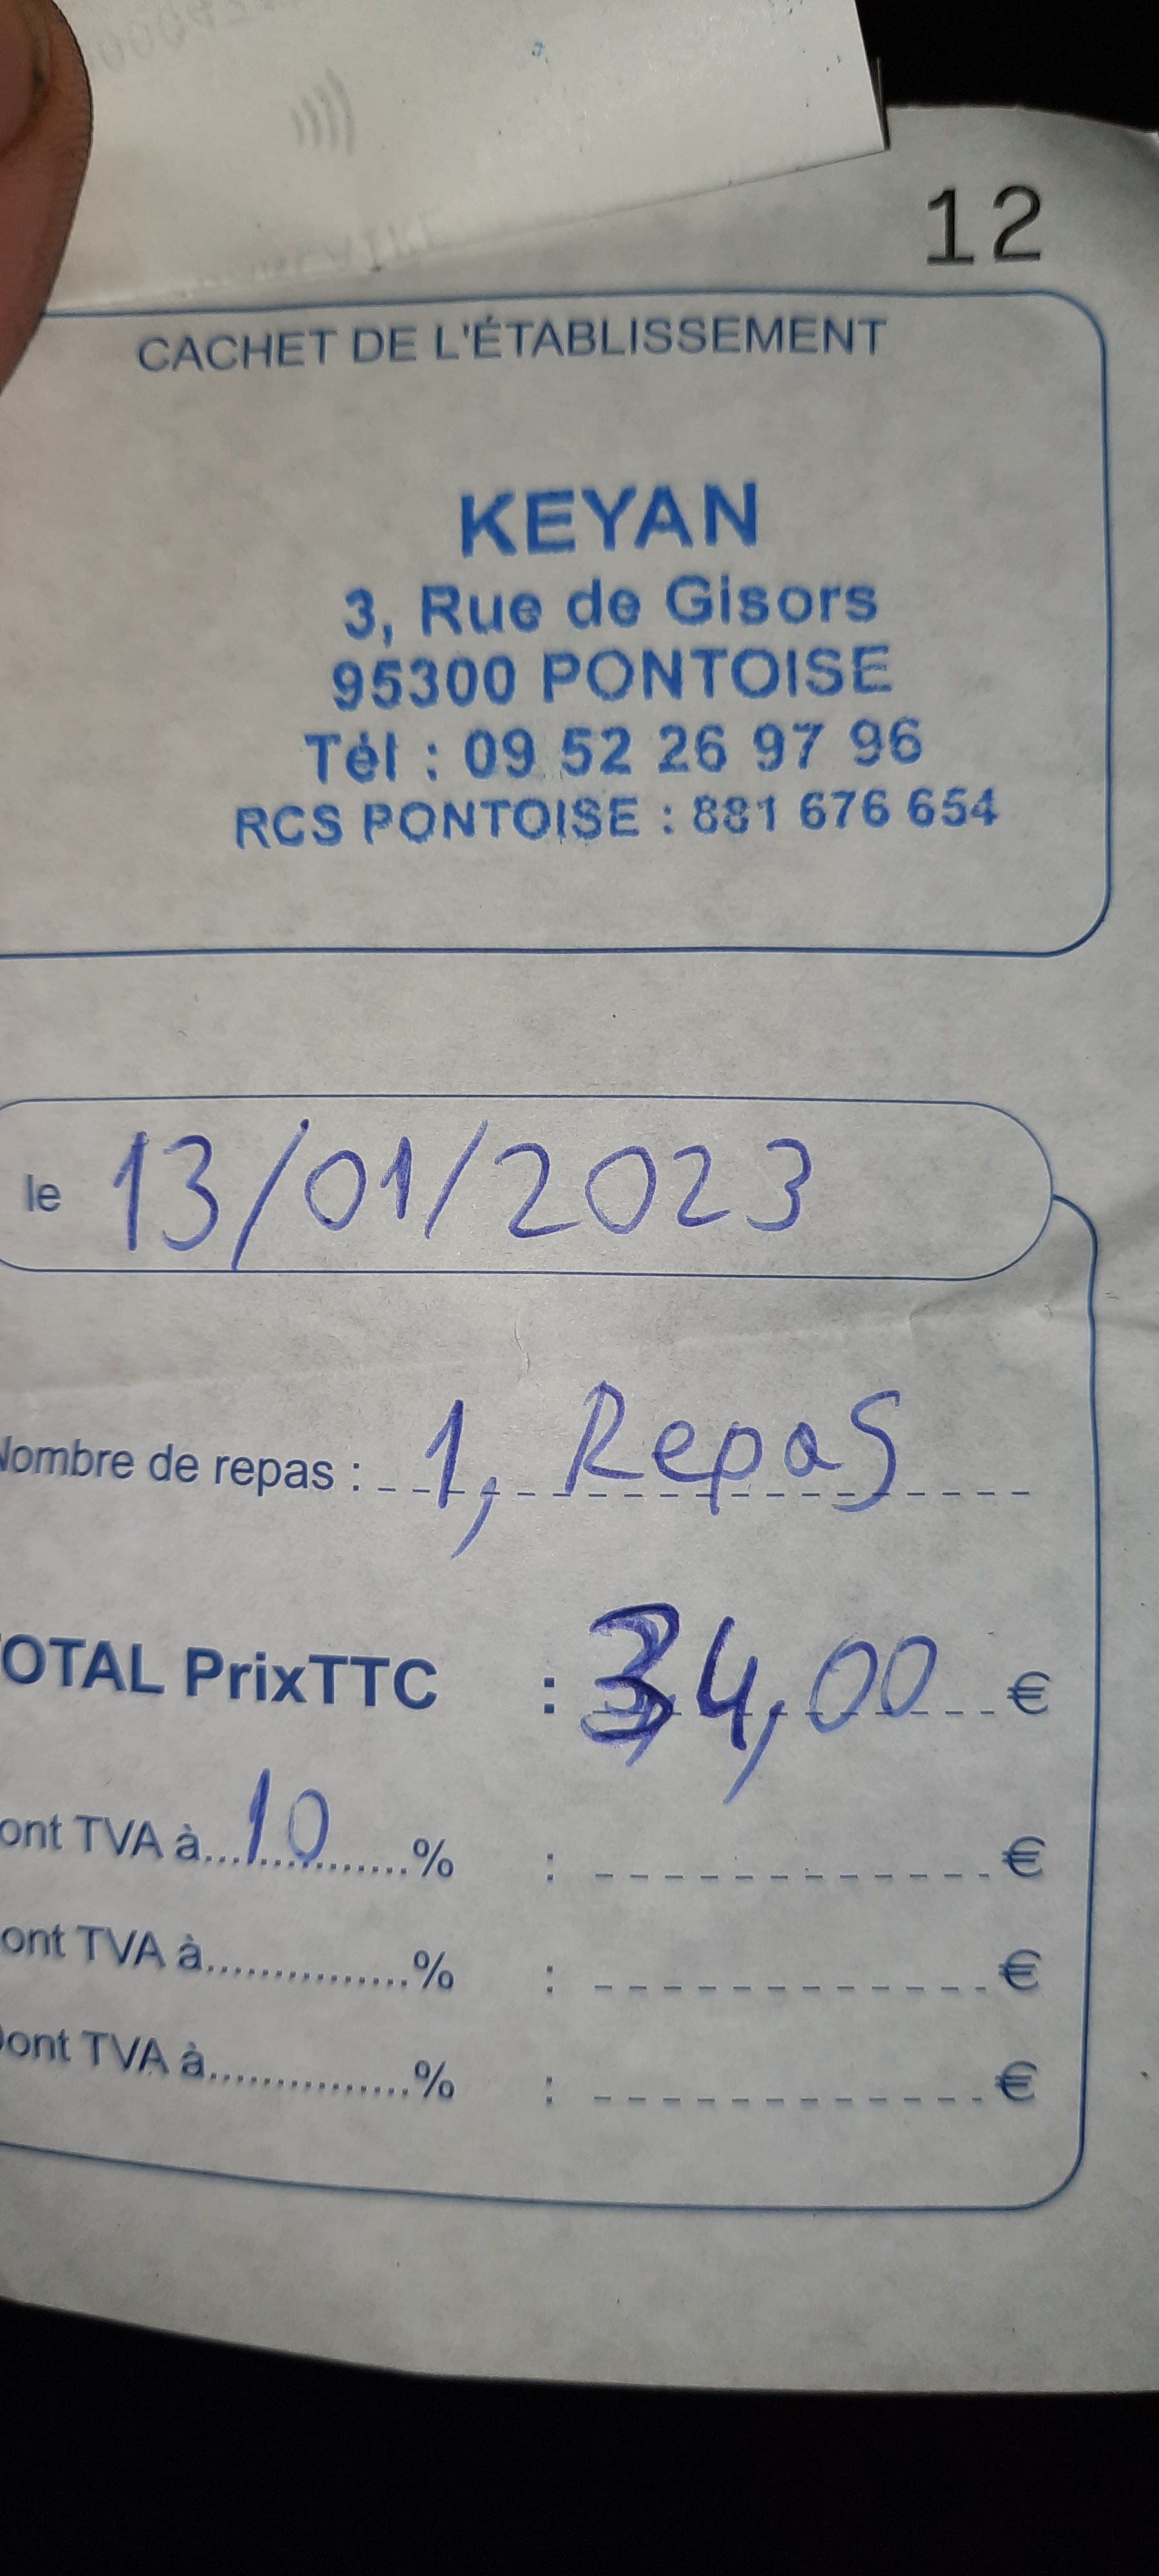 12
CACHET DE L'ÉTABLISSEMENT
KEYAN
3, Rue de Gisors
95300 PONTOISE
Tél : 09 52 26 97 96
RCS PONTOISE : 881 676 654
le 13/01/2023
Nombre de repas : 1, Repas
TOTAL PrixTTC : 34,00 €
ont TVA à 10 % : €
ont TVA à % : €
Dont TVA à % : €